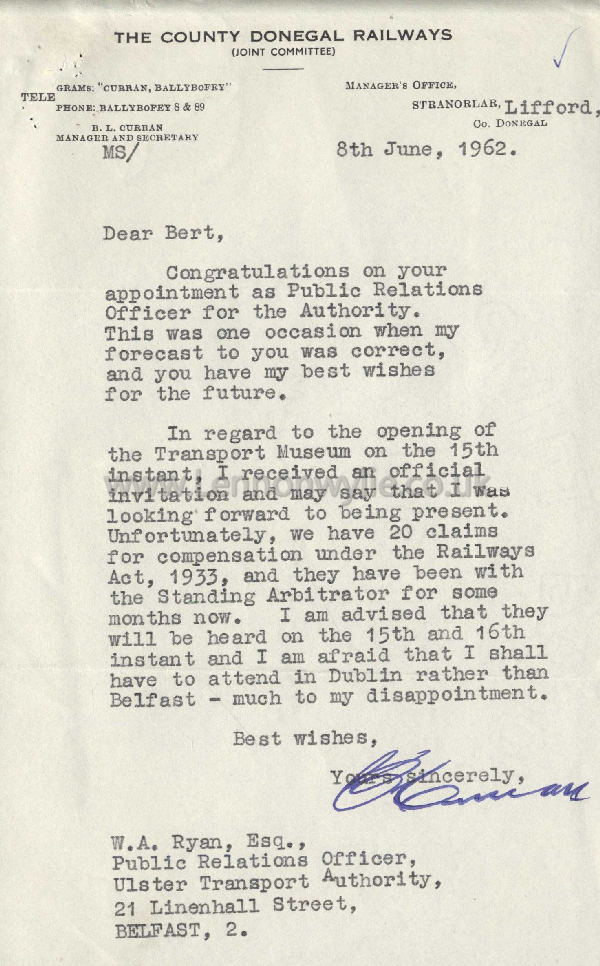 THE COUNTY DONEGAL RAILWAYS
(JOINT COMMITTEE)
TELE
GRAMS: "CURRAN, BALLYBOFEY"
PHONE: BALLYBOFEY 8 & 89
B. L. CURRAN
MANAGER AND SECRETARY
MS/
MANAGER'S OFFICE,
STRANORLAR, Lifford,
CO. DONEGAL
8th June, 1962.
Dear Bert,
Congratulations on your
appointment as Public Relations
Officer for the Authority.
This was one occasion when my
forecast to you was correct,
and you have my best wishes
for the future.
In regard to the opening of
the Transport Museum on the 15th
instant, I received an official
invitation and may say that I was
looking forward to being present.
Unfortunately, we have 20 claims
for compensation under the Railways
Act, 1933, and they have been with
the Standing Arbitrator for some
months now. I am advised that they
will be heard on the 15th and 16th
instant and I am afraid that I shall
have to attend in Dublin rather than
Belfast - much to my disappointment.
Best wishes,
Yours sincerely,
BLCurran
W.A. Ryan, Esq.,
Public Relations Officer,
Ulster Transport Authority,
21 Linenhall Street,
BELFAST, 2.
www.Lennonwylie.co.uk